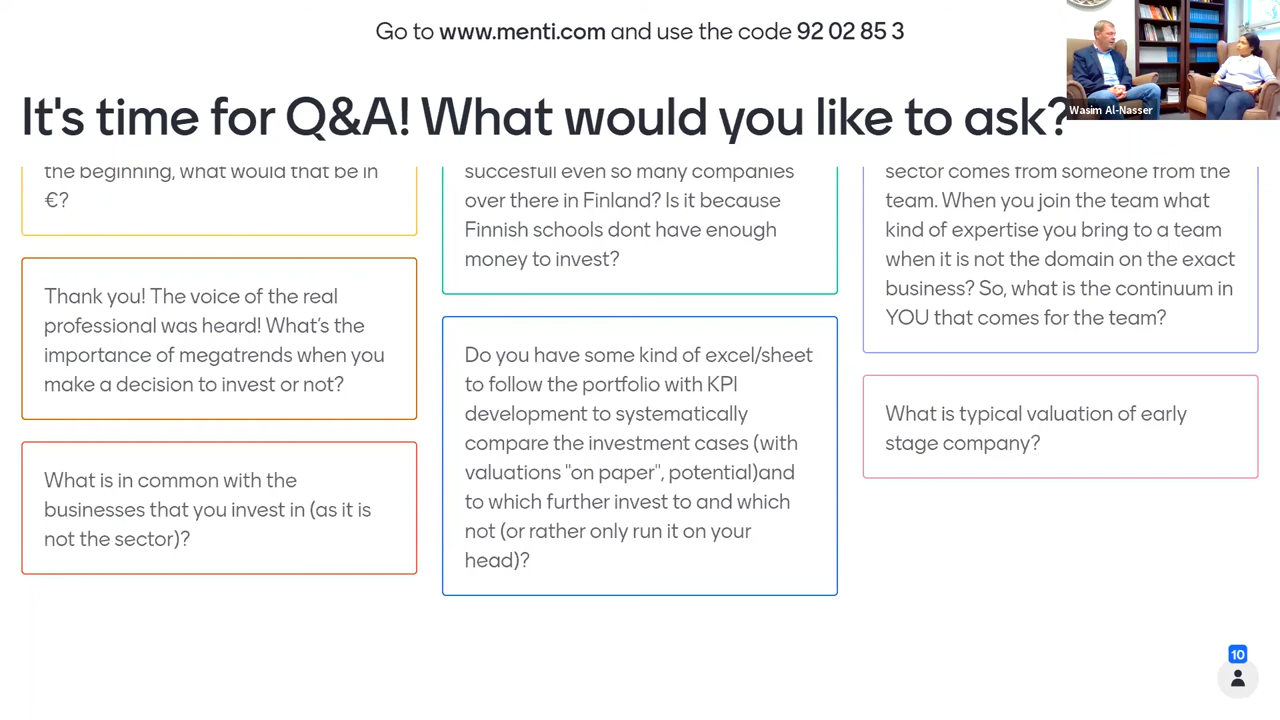 Go to www.menti.com and use the code 92 02 85 3
Wasim Al-Nasser
It's time for Q&A! What would you like to ask?
the beginning, what would that be in
€?
Thank you! The voice of the real
professional was heard! What's the
importance of megatrends when you
make a decision to invest or not?
What is in common with the
businesses that you invest in (as it is
not the sector)?
succesfull even so many companies
over there in Finland? Is it because
Finnish schools dont have enough
money to invest?
Do you have some kind of excel/sheet
to follow the portfolio with KPI
development to systematically
compare the investment cases (with
valuations "on paper", potential)and
to which further invest to and which
not (or rather only run it on your
head)?
sector comes from someone from the
team. When you join the team what
kind of expertise you bring to a team
when it is not the domain on the exact
business? So, what is the continuum in
YOU that comes for the team?
What is typical valuation of early
stage company?
10